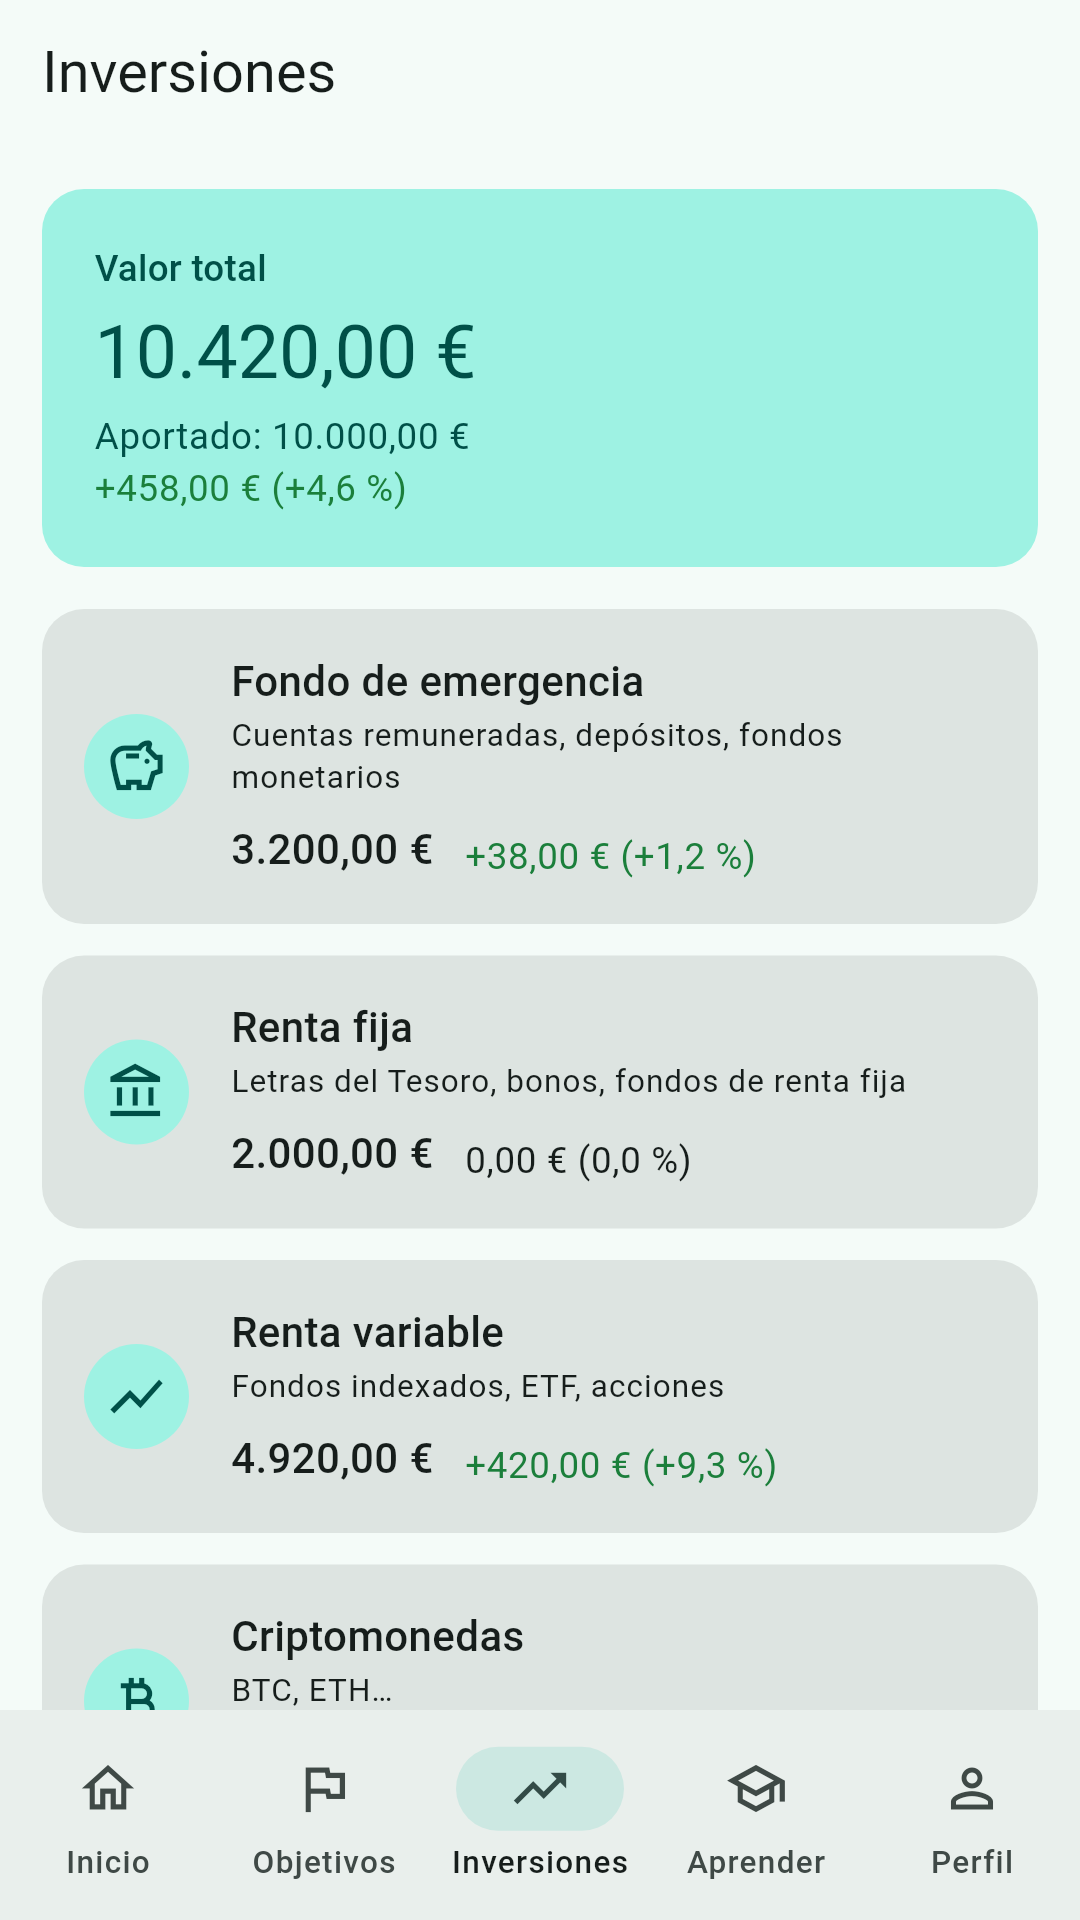 Inversiones
Valor total
10.420,00 €
Aportado: 10.000,00 €
+458,00 € (+4,6 %)
Fondo de emergencia
Cuentas remuneradas, depósitos, fondos
monetarios
3.200,00 € +38,00 € (+1,2 %)
Renta fija
Letras del Tesoro, bonos, fondos de renta fija
2.000,00 € 0,00 € (0,0 %)
Renta variable
Fondos indexados, ETF, acciones
4.920,00 € +420,00 € (+9,3 %)
Criptomonedas
BTC, ETH…
Inicio Objetivos Inversiones Aprender Perfil